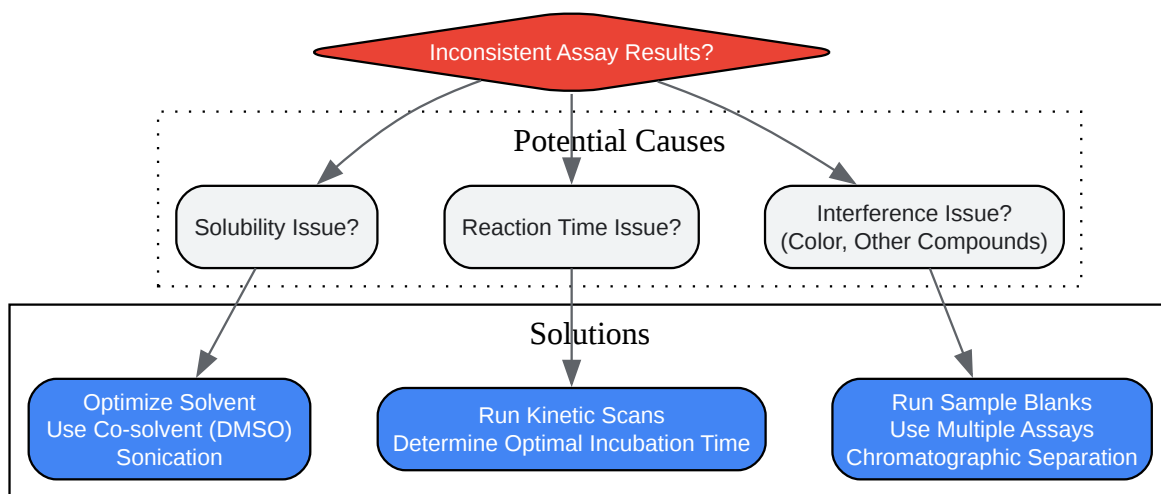 Inconsistent Assay Results?
Potential Causes
Solubility Issue?
Reaction Time Issue?
Interference Issue?
(Color, Other Compounds)
Solutions
Optimize Solvent
Use Co-solvent (DMSO)
Sonication
Run Kinetic Scans
Determine Optimal Incubation Time
Run Sample Blanks
Use Multiple Assays
Chromatographic Separation